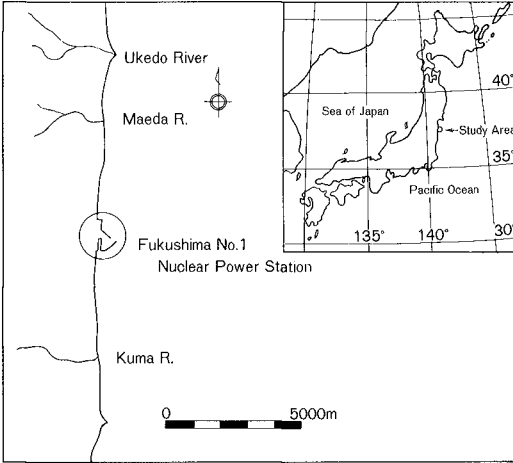 Ukedo River
Maeda R.
Fukushima No.1
Nuclear Power Station
Kuma R.
0 5000m
Sea of Japan
Study Area
Pacific Ocean
40°
35°
30°
135° 140°